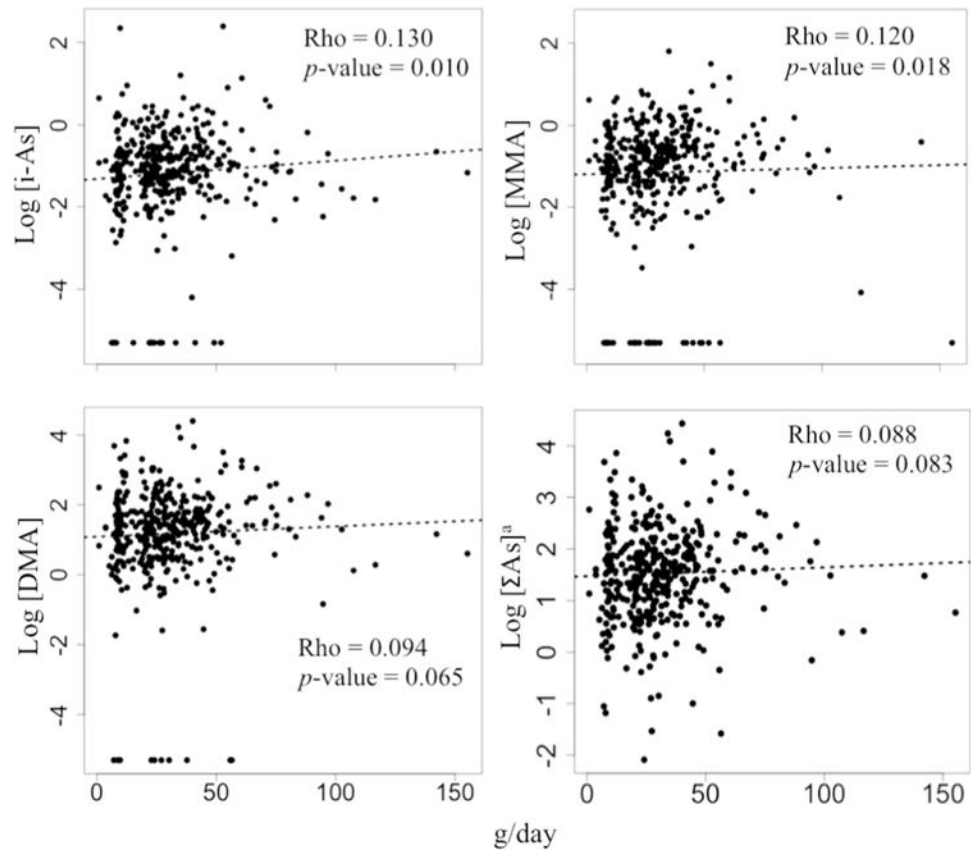 Rho = 0.130
p-value = 0.010
Log [i-As]
2
0
-2
-4
Rho = 0.120
p-value = 0.018
Log [MMA]
2
0
-2
-4
Rho = 0.094
p-value = 0.065
Log [DMA]
4
2
0
-2
-4
0 50 100 150
Rho = 0.088
p-value = 0.083
Log [ΣAs]ª
4
3
2
1
0
-1
-2
0 50 100 150
g/day